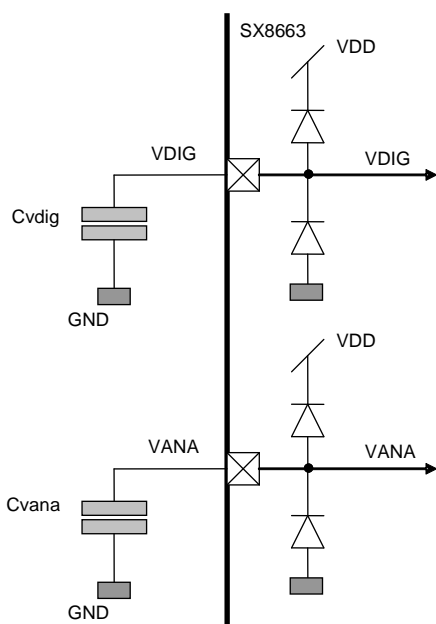 SX8663
VDD
VDIG
VDIG
Cvdig
GND
VDD
VANA
VANA
Cvana
GND